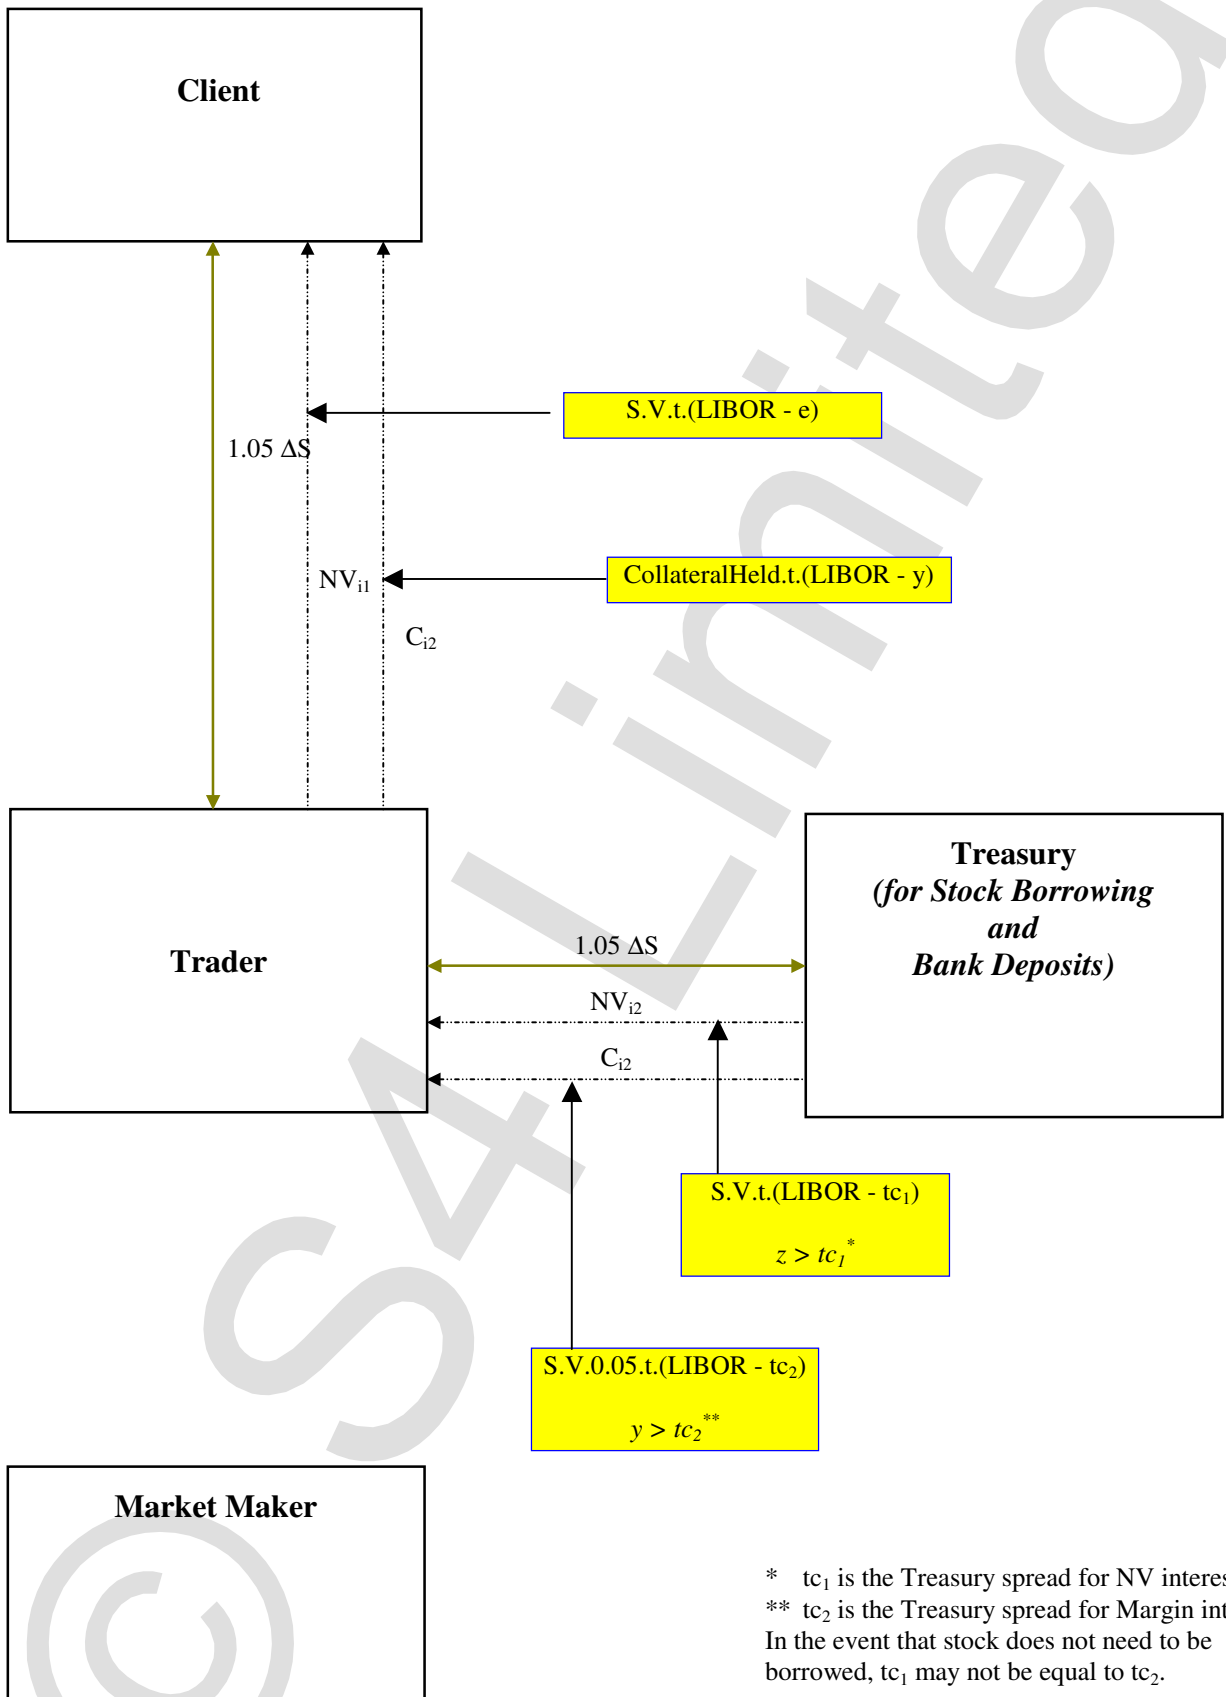 Client
S.V.t.(LIBOR - e)
1.05 ΔS
CollateralHeld.t.(LIBOR - y)
NVi1
Ci2
Trader
Treasury
(for Stock Borrowing
and
Bank Deposits)
1.05 ΔS
NVi2
Ci2
S.V.t.(LIBOR - tc1)
z > tc1*
S.V.0.05.t.(LIBOR - tc2)
y > tc2**
Market Maker
* tc1 is the Treasury spread for NV interes
** tc2 is the Treasury spread for Margin int
In the event that stock does not need to be
borrowed, tc1 may not be equal to tc2.
© S4 Limited